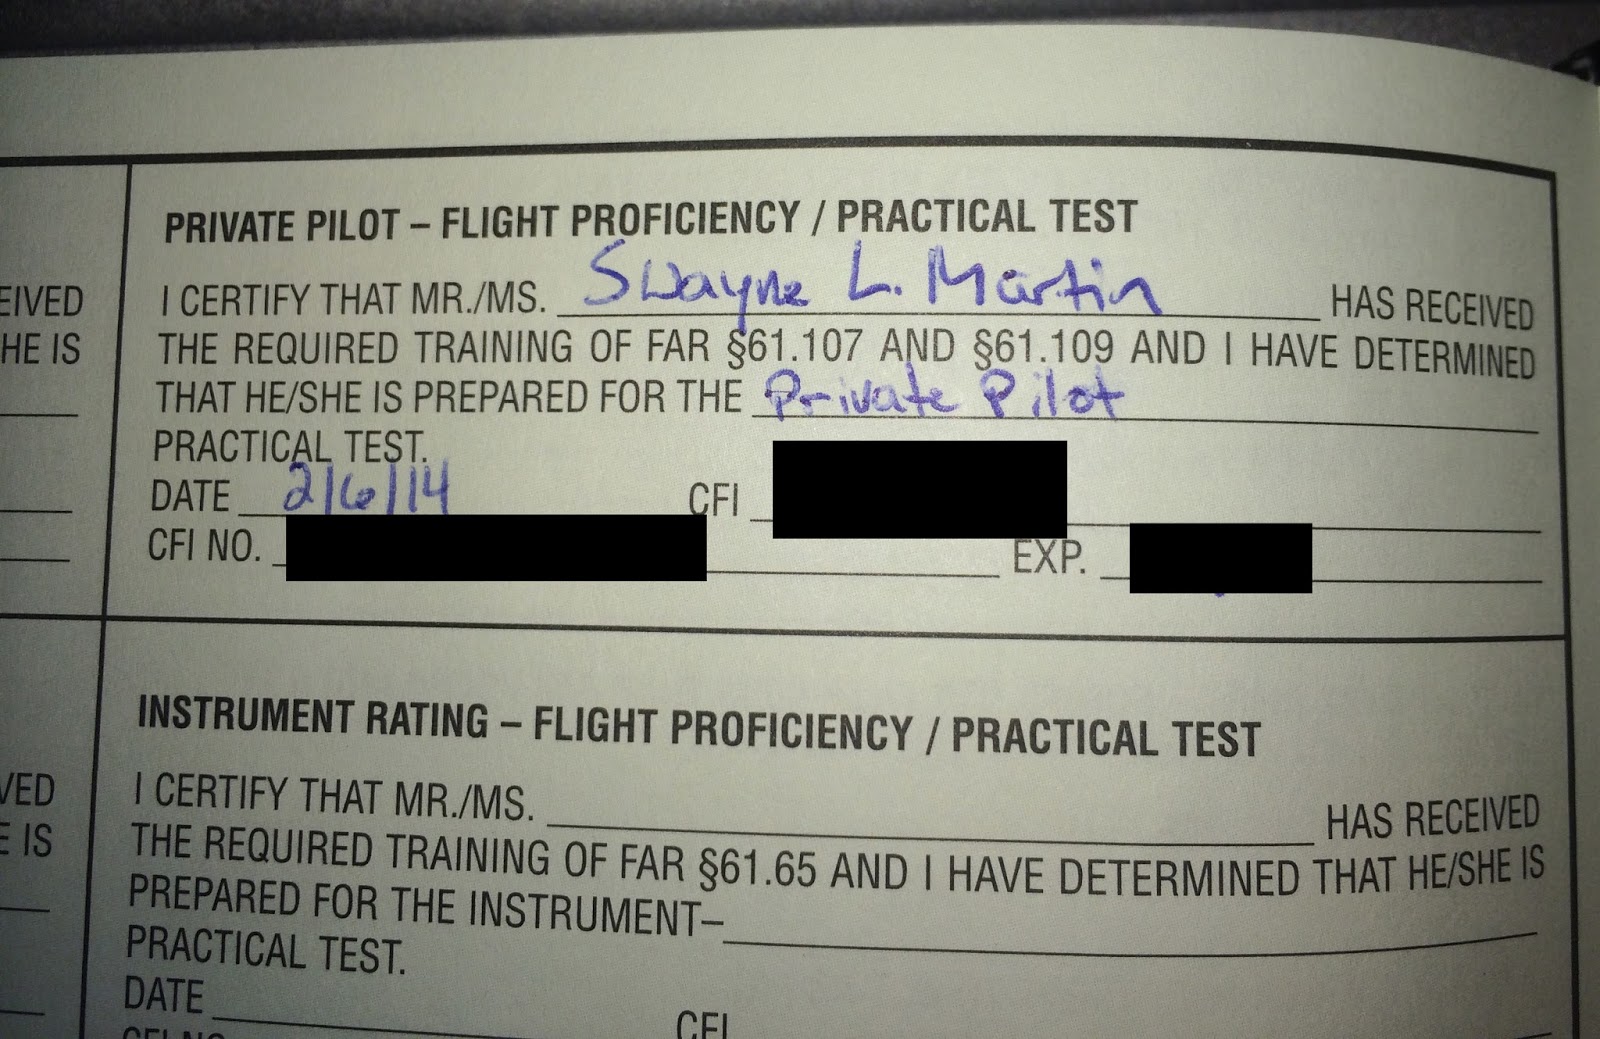 PRIVATE PILOT – FLIGHT PROFICIENCY / PRACTICAL TEST
I CERTIFY THAT MR./MS. Swayne L. Martin HAS RECEIVED
THE REQUIRED TRAINING OF FAR §61.107 AND §61.109 AND I HAVE DETERMINED
THAT HE/SHE IS PREPARED FOR THE Private Pilot
PRACTICAL TEST.
DATE 2/6/14 CFI
CFI NO. EXP.
INSTRUMENT RATING – FLIGHT PROFICIENCY / PRACTICAL TEST
I CERTIFY THAT MR./MS. HAS RECEIVED
THE REQUIRED TRAINING OF FAR §61.65 AND I HAVE DETERMINED THAT HE/SHE IS
PREPARED FOR THE INSTRUMENT–
PRACTICAL TEST.
DATE CFI
CFI NO.
EIVED
HE IS
VED
E IS